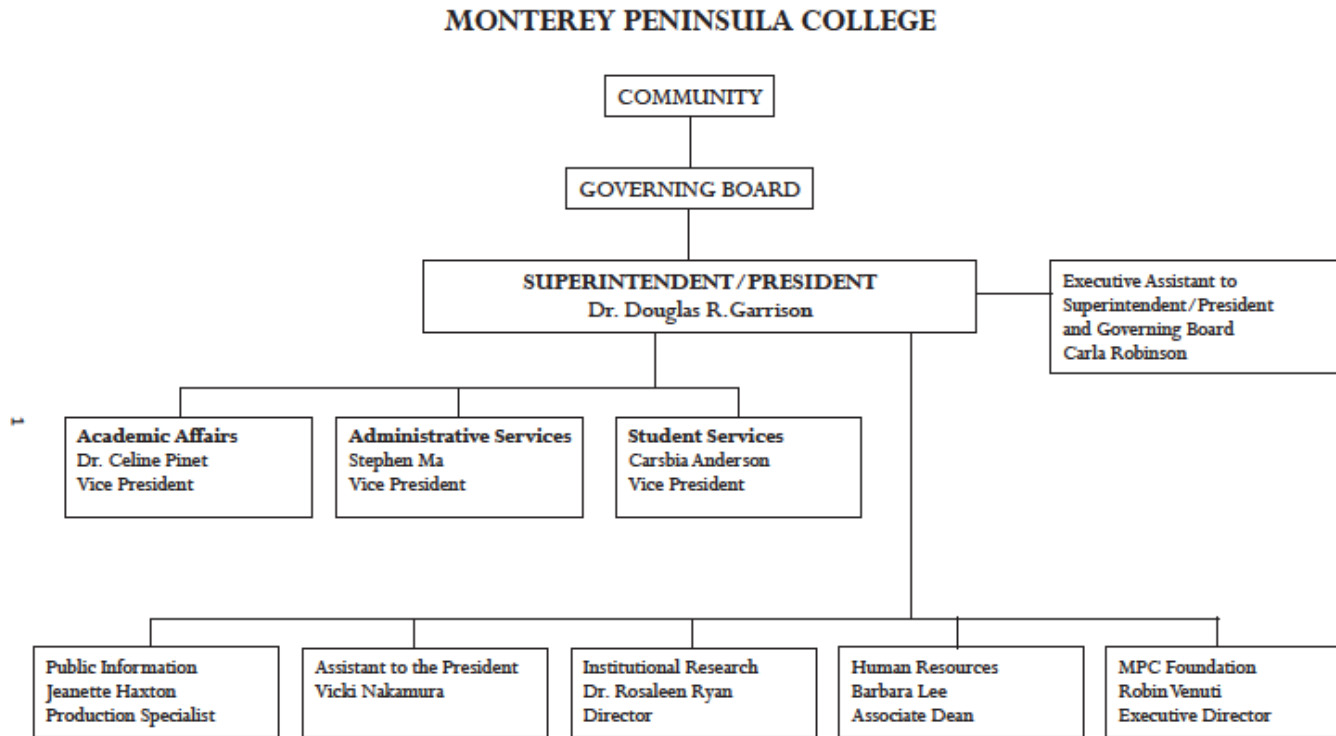 MONTEREY PENINSULA COLLEGE
COMMUNITY
GOVERNING BOARD
SUPERINTENDENT/PRESIDENT
Dr. Douglas R. Garrison
Executive Assistant to
Superintendent/President
and Governing Board
Carla Robinson
1
Academic Affairs
Dr. Celine Pinet
Vice President
Administrative Services
Stephen Ma
Vice President
Student Services
Carsbia Anderson
Vice President
Public Information
Jeanette Haxton
Production Specialist
Assistant to the President
Vicki Nakamura
Institutional Research
Dr. Rosaleen Ryan
Director
Human Resources
Barbara Lee
Associate Dean
MPC Foundation
Robin Venuti
Executive Director